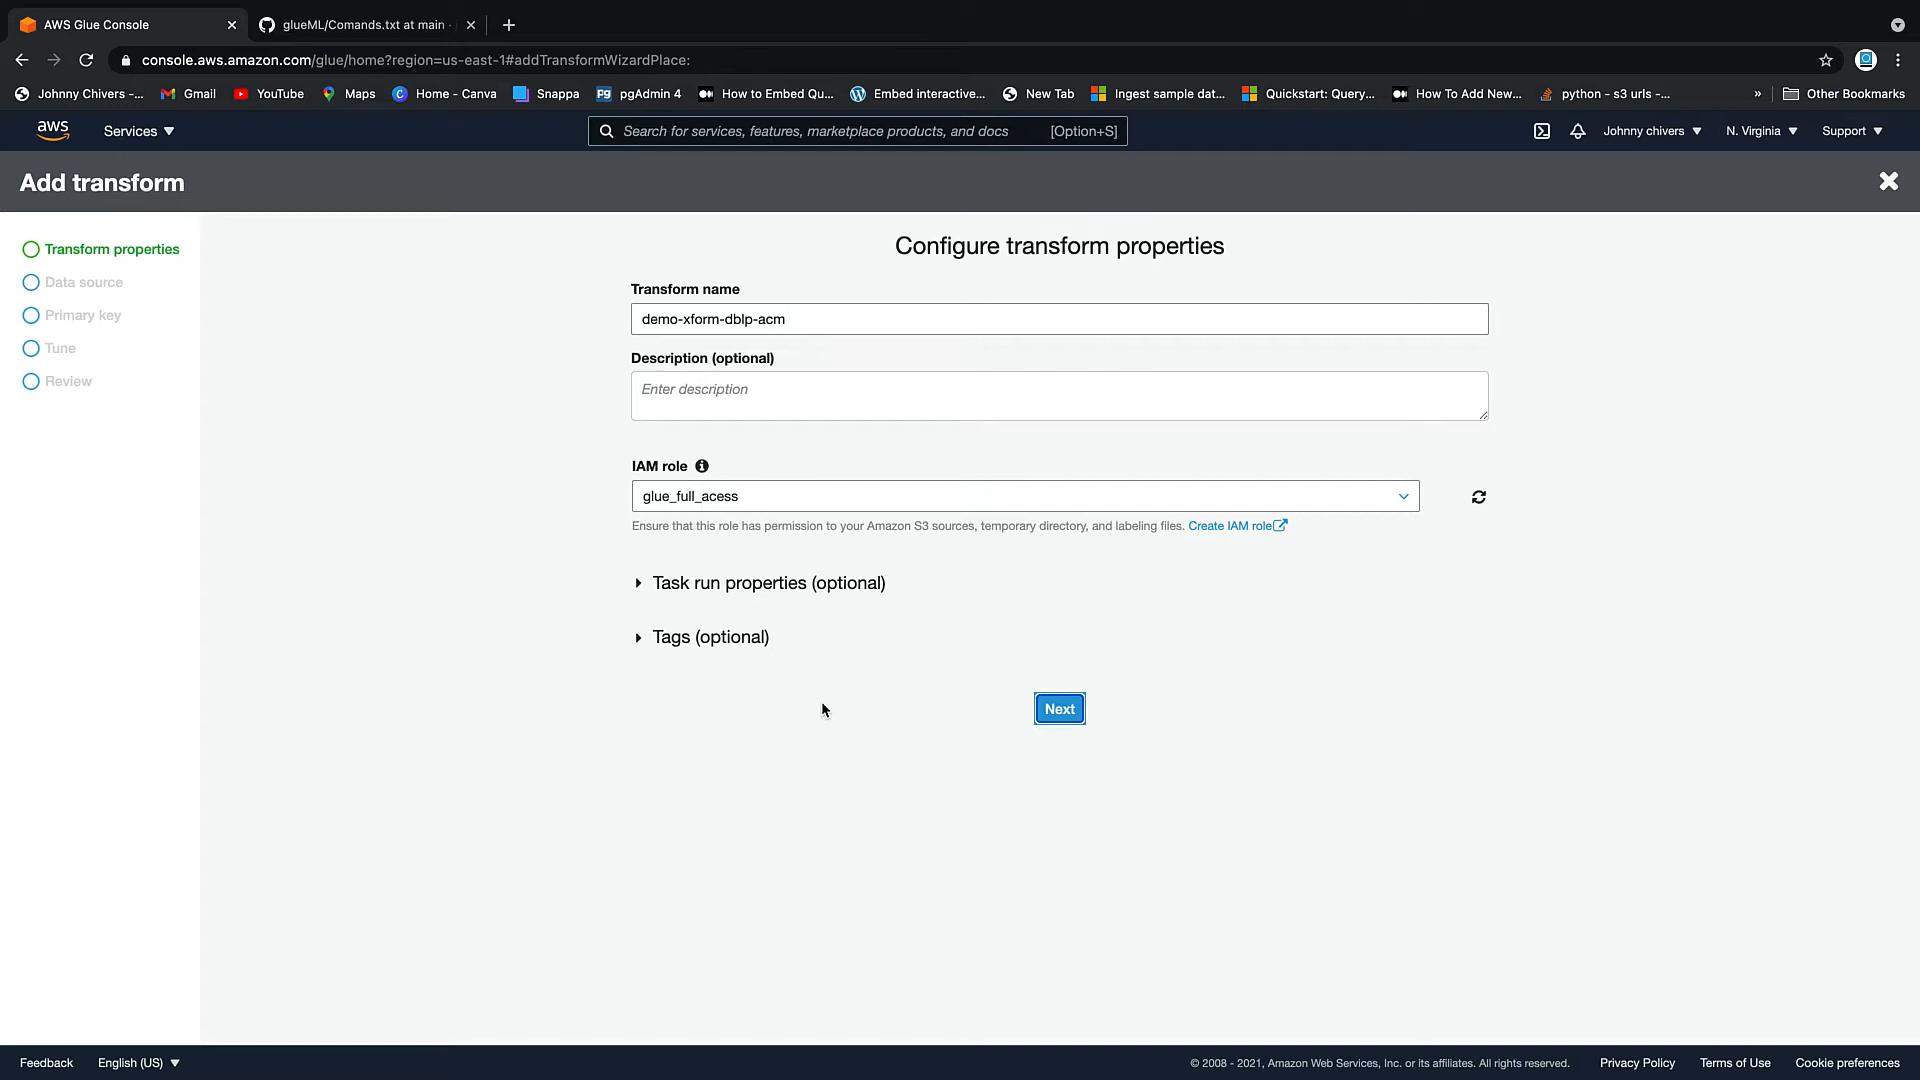 AWS Glue Console
glueML/Comands.txt at main ·
console.aws.amazon.com/glue/home?region=us-east-1#addTransformWizardPlace:
Johnny Chivers -...
Gmail
YouTube
Maps
Home - Canva
Snappa
pgAdmin 4
How to Embed Qu...
Embed interactive...
New Tab
Ingest sample dat...
Quickstart: Query...
How To Add New...
python - s3 urls -...
»
Other Bookmarks
aws
Services
Search for services, features, marketplace products, and docs
[Option+S]
Johnny chivers
N. Virginia
Support
Add transform
Transform properties
Data source
Primary key
Tune
Review
Configure transform properties
Transform name
demo-xform-dblp-acm
Description (optional)
Enter description
IAM role
glue_full_acess
Ensure that this role has permission to your Amazon S3 sources, temporary directory, and labeling files. Create IAM role
Task run properties (optional)
Tags (optional)
Next
Feedback
English (US)
© 2008 - 2021, Amazon Web Services, Inc. or its affiliates. All rights reserved.
Privacy Policy
Terms of Use
Cookie preferences